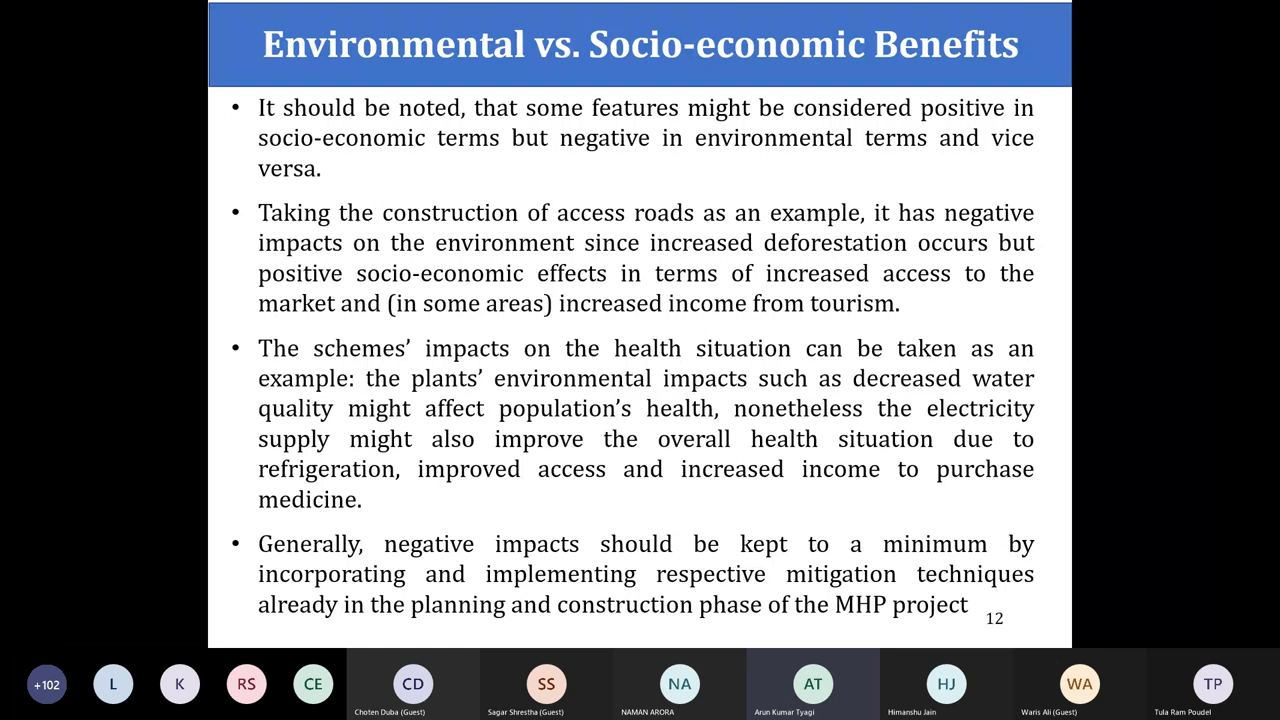 Environmental vs. Socio-economic Benefits
• It should be noted, that some features might be considered positive in
socio-economic terms but negative in environmental terms and vice
versa.
• Taking the construction of access roads as an example, it has negative
impacts on the environment since increased deforestation occurs but
positive socio-economic effects in terms of increased access to the
market and (in some areas) increased income from tourism.
• The schemes’ impacts on the health situation can be taken as an
example: the plants’ environmental impacts such as decreased water
quality might affect population’s health, nonetheless the electricity
supply might also improve the overall health situation due to
refrigeration, improved access and increased income to purchase
medicine.
• Generally, negative impacts should be kept to a minimum by
incorporating and implementing respective mitigation techniques
already in the planning and construction phase of the MHP project
12
+102 L K RS CE CD SS NA AT HJ WA TP
Choten Duba (Guest) Sagar Shrestha (Guest) NAMAN ARORA Arun Kumar Tyagi Himanshu Jain Waris Ali (Guest) Tula Ram Poudel